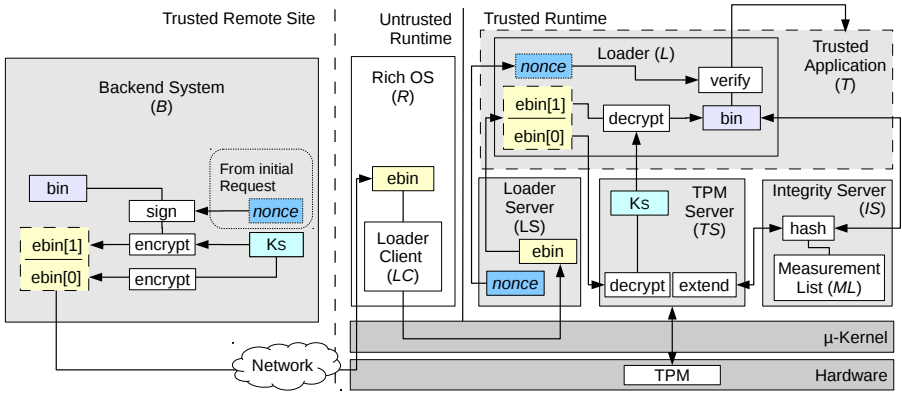 Trusted Remote Site
Untrusted
Runtime
Trusted Runtime
Backend System
(B)
From initial
Request
bin
sign
nonce
ebin[1]
encrypt
Ks
ebin[0]
encrypt
Network
Rich OS
(R)
ebin
Loader
Client
(LC)
Loader (L)
Trusted
Application
(T)
nonce
verify
ebin[1]
decrypt
bin
ebin[0]
Loader
Server
(LS)
ebin
nonce
Ks
TPM
Server
(TS)
decrypt
extend
Integrity Server
(IS)
hash
Measurement
List (ML)
µ-Kernel
TPM
Hardware